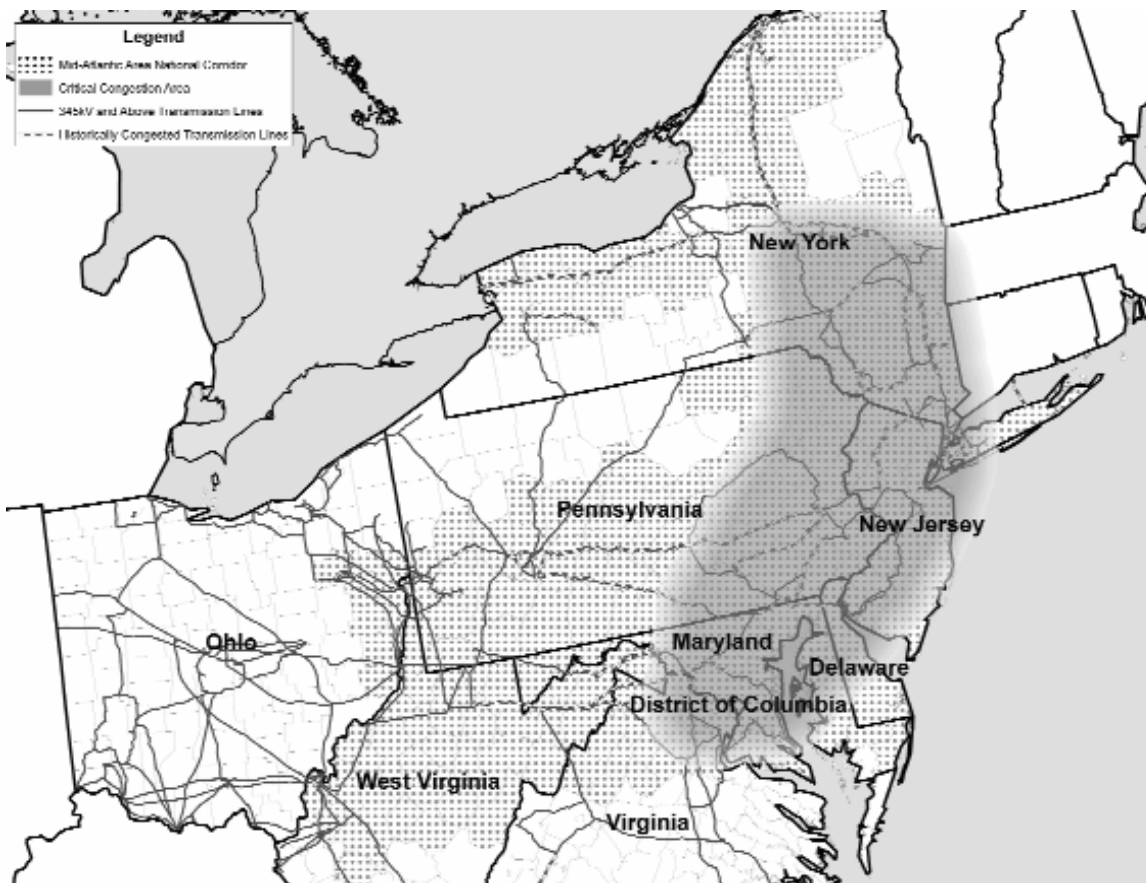 Legend
Mid-Atlantic Area National Corridor
Critical Congestion Area
345kV and Above Transmission Lines
Historically Congested Transmission Lines
New York
Pennsylvania
New Jersey
Ohio
Maryland
Delaware
District of Columbia
West Virginia
Virginia